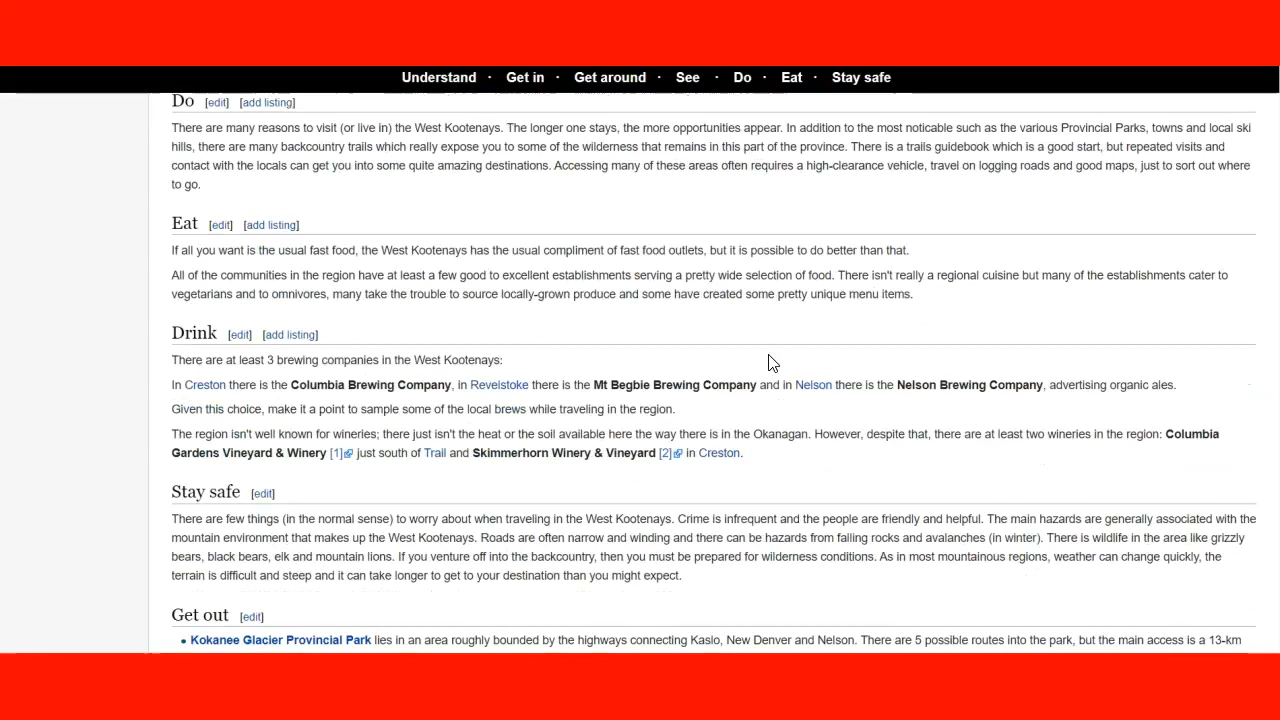 Understand · Get in · Get around · See · Do · Eat · Stay safe
Do [edit] [add listing]
There are many reasons to visit (or live in) the West Kootenays. The longer one stays, the more opportunities appear. In addition to the most noticable such as the various Provincial Parks, towns and local ski
hills, there are many backcountry trails which really expose you to some of the wilderness that remains in this part of the province. There is a trails guidebook which is a good start, but repeated visits and
contact with the locals can get you into some quite amazing destinations. Accessing many of these areas often requires a high-clearance vehicle, travel on logging roads and good maps, just to sort out where
to go.
Eat [edit] [add listing]
If all you want is the usual fast food, the West Kootenays has the usual compliment of fast food outlets, but it is possible to do better than that.
All of the communities in the region have at least a few good to excellent establishments serving a pretty wide selection of food. There isn't really a regional cuisine but many of the establishments cater to
vegetarians and to omnivores, many take the trouble to source locally-grown produce and some have created some pretty unique menu items.
Drink [edit] [add listing]
There are at least 3 brewing companies in the West Kootenays:
In Creston there is the Columbia Brewing Company, in Revelstoke there is the Mt Begbie Brewing Company and in Nelson there is the Nelson Brewing Company, advertising organic ales.
Given this choice, make it a point to sample some of the local brews while traveling in the region.
The region isn't well known for wineries; there just isn't the heat or the soil available here the way there is in the Okanagan. However, despite that, there are at least two wineries in the region: Columbia
Gardens Vineyard & Winery [1] just south of Trail and Skimmerhorn Winery & Vineyard [2] in Creston.
Stay safe [edit]
There are few things (in the normal sense) to worry about when traveling in the West Kootenays. Crime is infrequent and the people are friendly and helpful. The main hazards are generally associated with the
mountain environment that makes up the West Kootenays. Roads are often narrow and winding and there can be hazards from falling rocks and avalanches (in winter). There is wildlife in the area like grizzly
bears, black bears, elk and mountain lions. If you venture off into the backcountry, then you must be prepared for wilderness conditions. As in most mountainous regions, weather can change quickly, the
terrain is difficult and steep and it can take longer to get to your destination than you might expect.
Get out [edit]
• Kokanee Glacier Provincial Park lies in an area roughly bounded by the highways connecting Kaslo, New Denver and Nelson. There are 5 possible routes into the park, but the main access is a 13-km